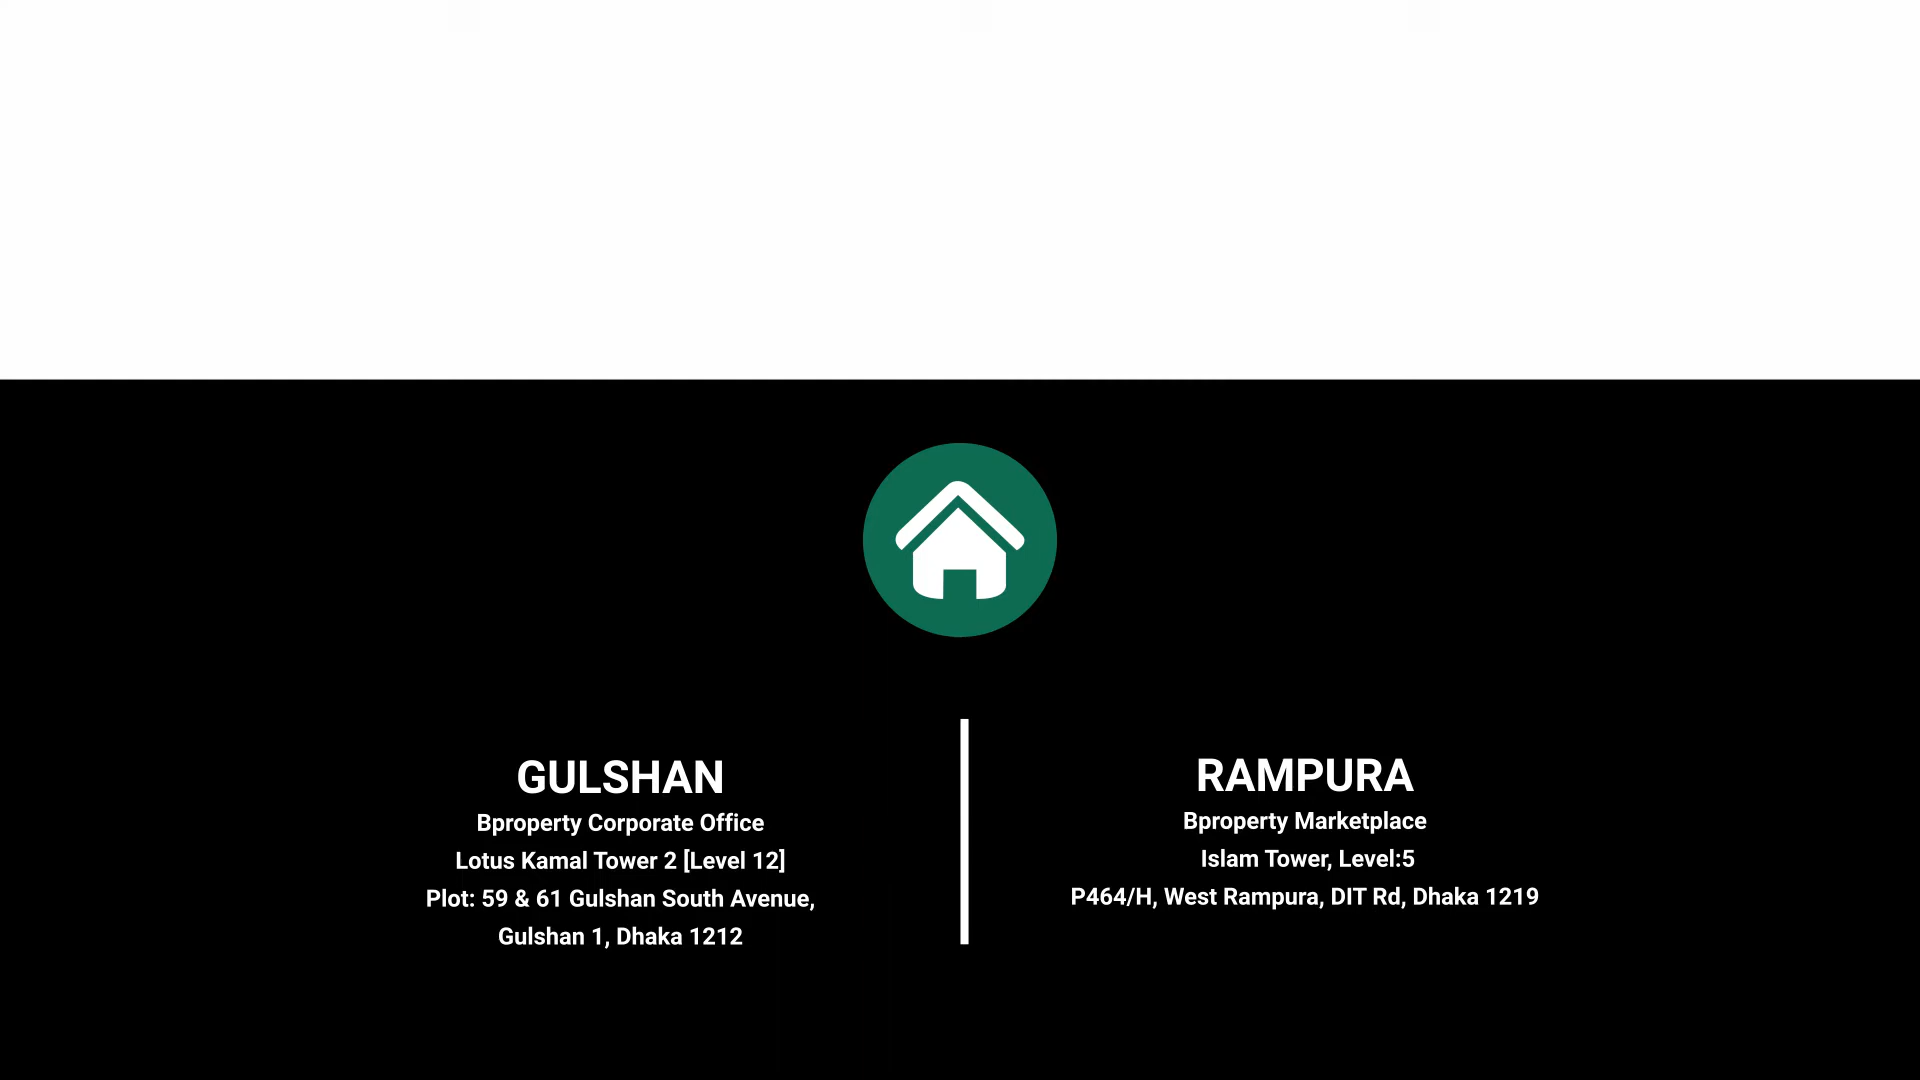 GULSHAN
Bproperty Corporate Office
Lotus Kamal Tower 2 [Level 12]
Plot: 59 & 61 Gulshan South Avenue,
Gulshan 1, Dhaka 1212
RAMPURA
Bproperty Marketplace
Islam Tower, Level:5
P464/H, West Rampura, DIT Rd, Dhaka 1219